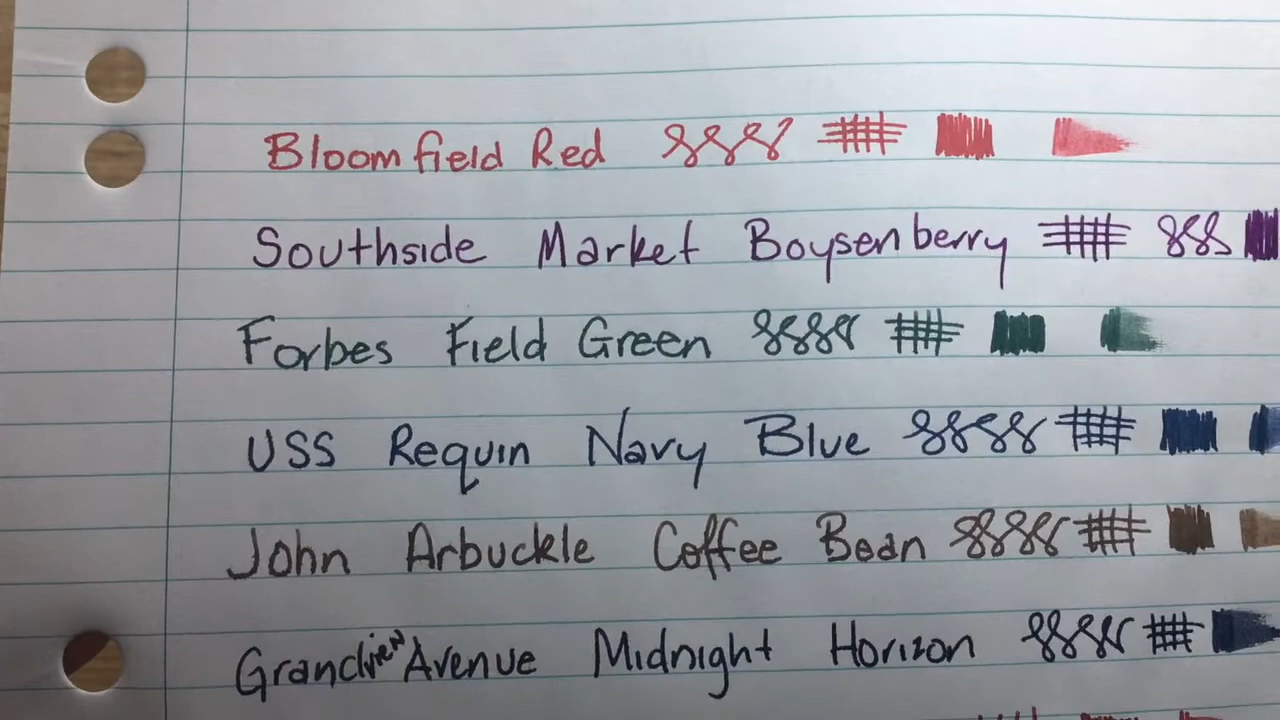 Bloomfield Red
Southside Market Boysenberry
Forbes Field Green
USS Requin Navy Blue
John Arbuckle Coffee Bean
Grandview Avenue Midnight Horizon